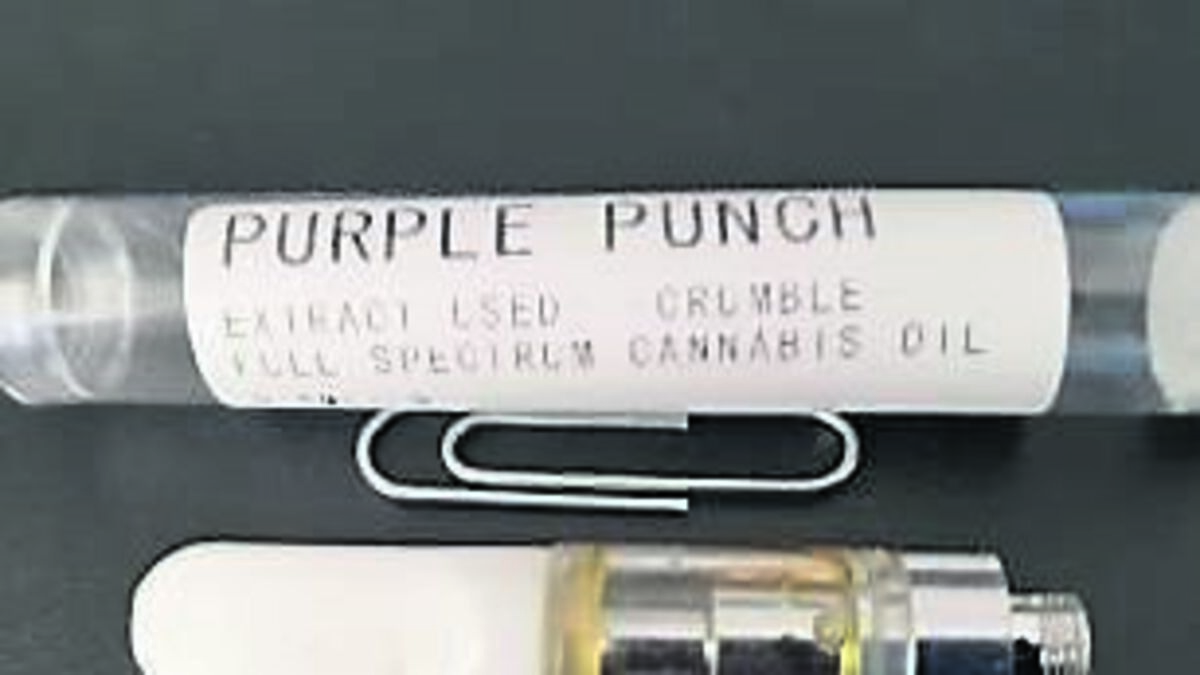 PURPLE PUNCH
EXTRACT USED CRUMBLE
FULL SPECTRUM CANNABIS OIL